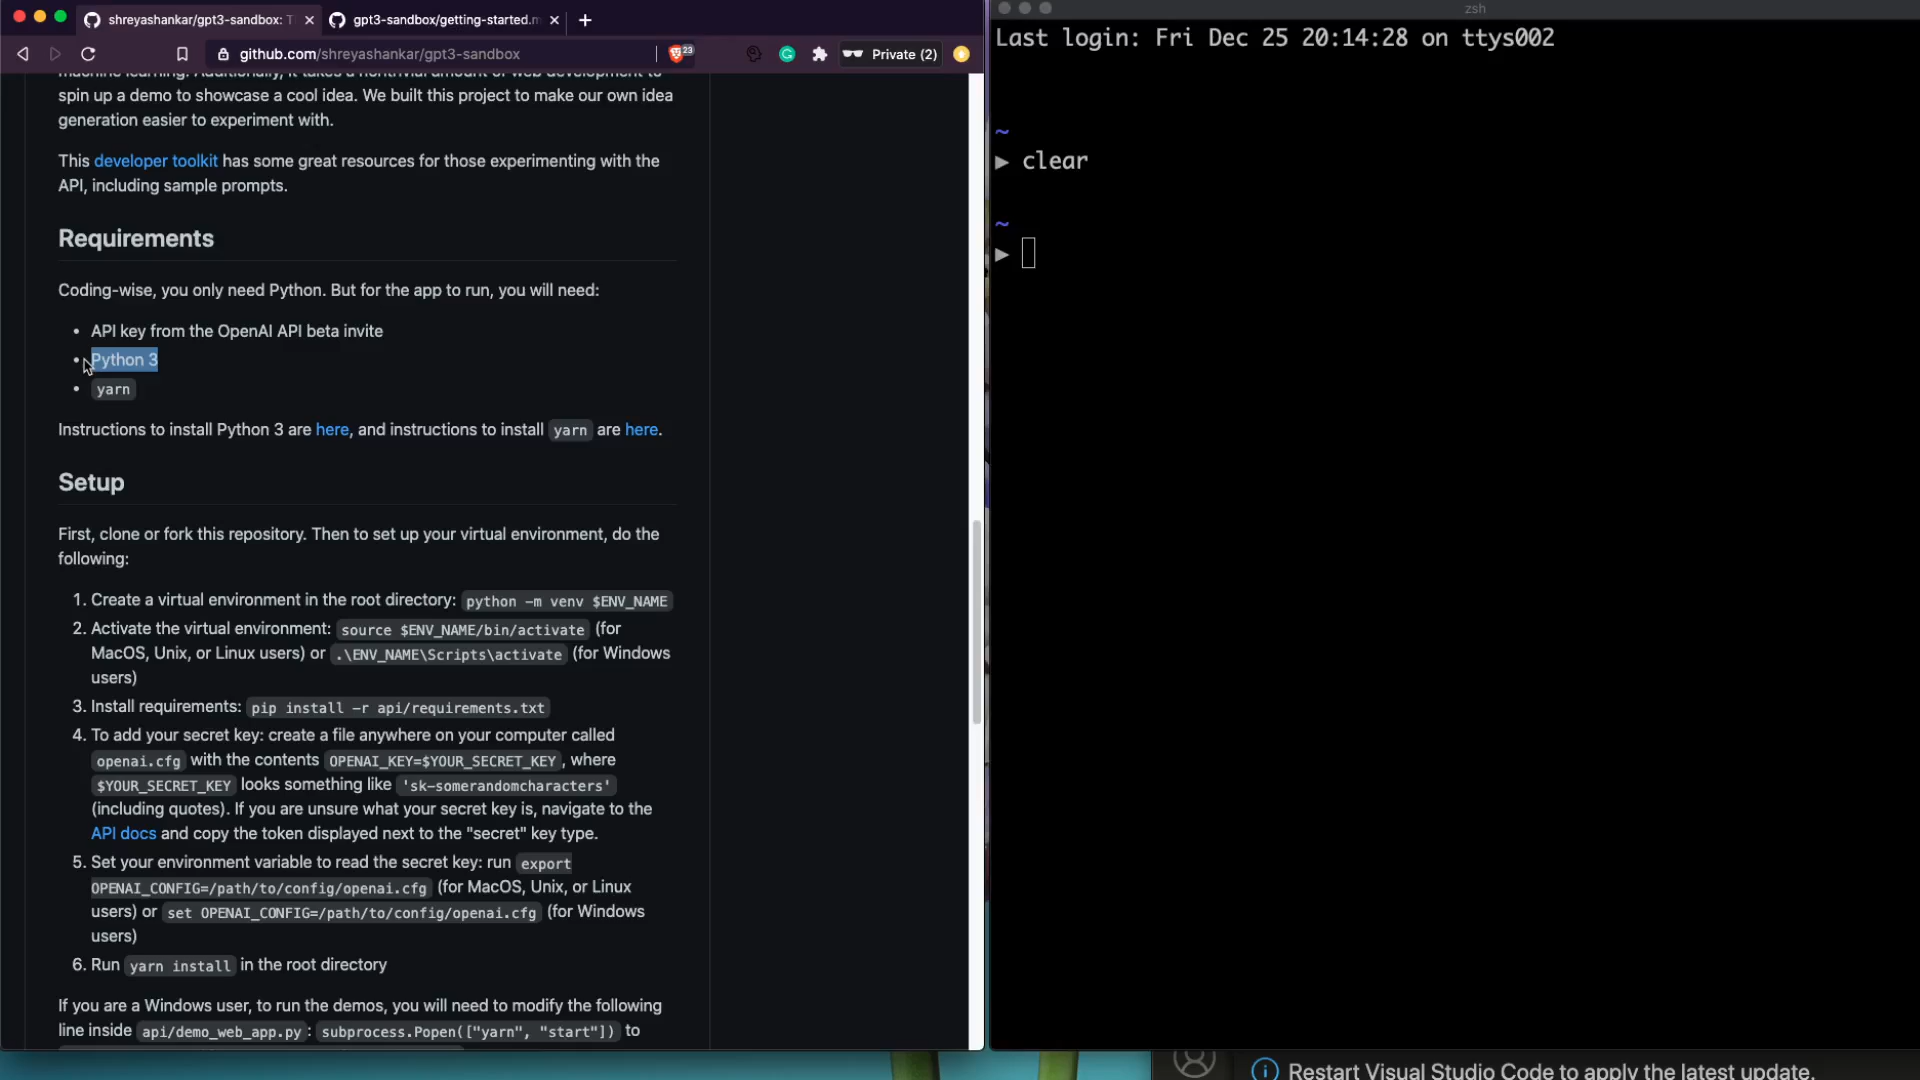 shreyashankar/gpt3-sandbox: T
gpt3-sandbox/getting-started.m
github.com/shreyashankar/gpt3-sandbox
23
Private (2)
machine learning. Additionally, it takes a nontrivial amount of web development to
spin up a demo to showcase a cool idea. We built this project to make our own idea
generation easier to experiment with.
This developer toolkit has some great resources for those experimenting with the
API, including sample prompts.
Requirements
Coding-wise, you only need Python. But for the app to run, you will need:
• API key from the OpenAI API beta invite
• Python 3
• yarn
Instructions to install Python 3 are here, and instructions to install yarn are here.
Setup
First, clone or fork this repository. Then to set up your virtual environment, do the
following:
1. Create a virtual environment in the root directory: python -m venv $ENV_NAME
2. Activate the virtual environment: source $ENV_NAME/bin/activate (for
MacOS, Unix, or Linux users) or .\ENV_NAME\Scripts\activate (for Windows
users)
3. Install requirements: pip install -r api/requirements.txt
4. To add your secret key: create a file anywhere on your computer called
openai.cfg with the contents OPENAI_KEY=$YOUR_SECRET_KEY, where
$YOUR_SECRET_KEY looks something like 'sk-somerandomcharacters'
(including quotes). If you are unsure what your secret key is, navigate to the
API docs and copy the token displayed next to the "secret" key type.
5. Set your environment variable to read the secret key: run export
OPENAI_CONFIG=/path/to/config/openai.cfg (for MacOS, Unix, or Linux
users) or set OPENAI_CONFIG=/path/to/config/openai.cfg (for Windows
users)
6. Run yarn install in the root directory
If you are a Windows user, to run the demos, you will need to modify the following
line inside api/demo_web_app.py: subprocess.Popen(["yarn", "start"]) to
zsh
Last login: Fri Dec 25 20:14:28 on ttys002
~
▶ clear
~
▶
Restart Visual Studio Code to apply the latest update.